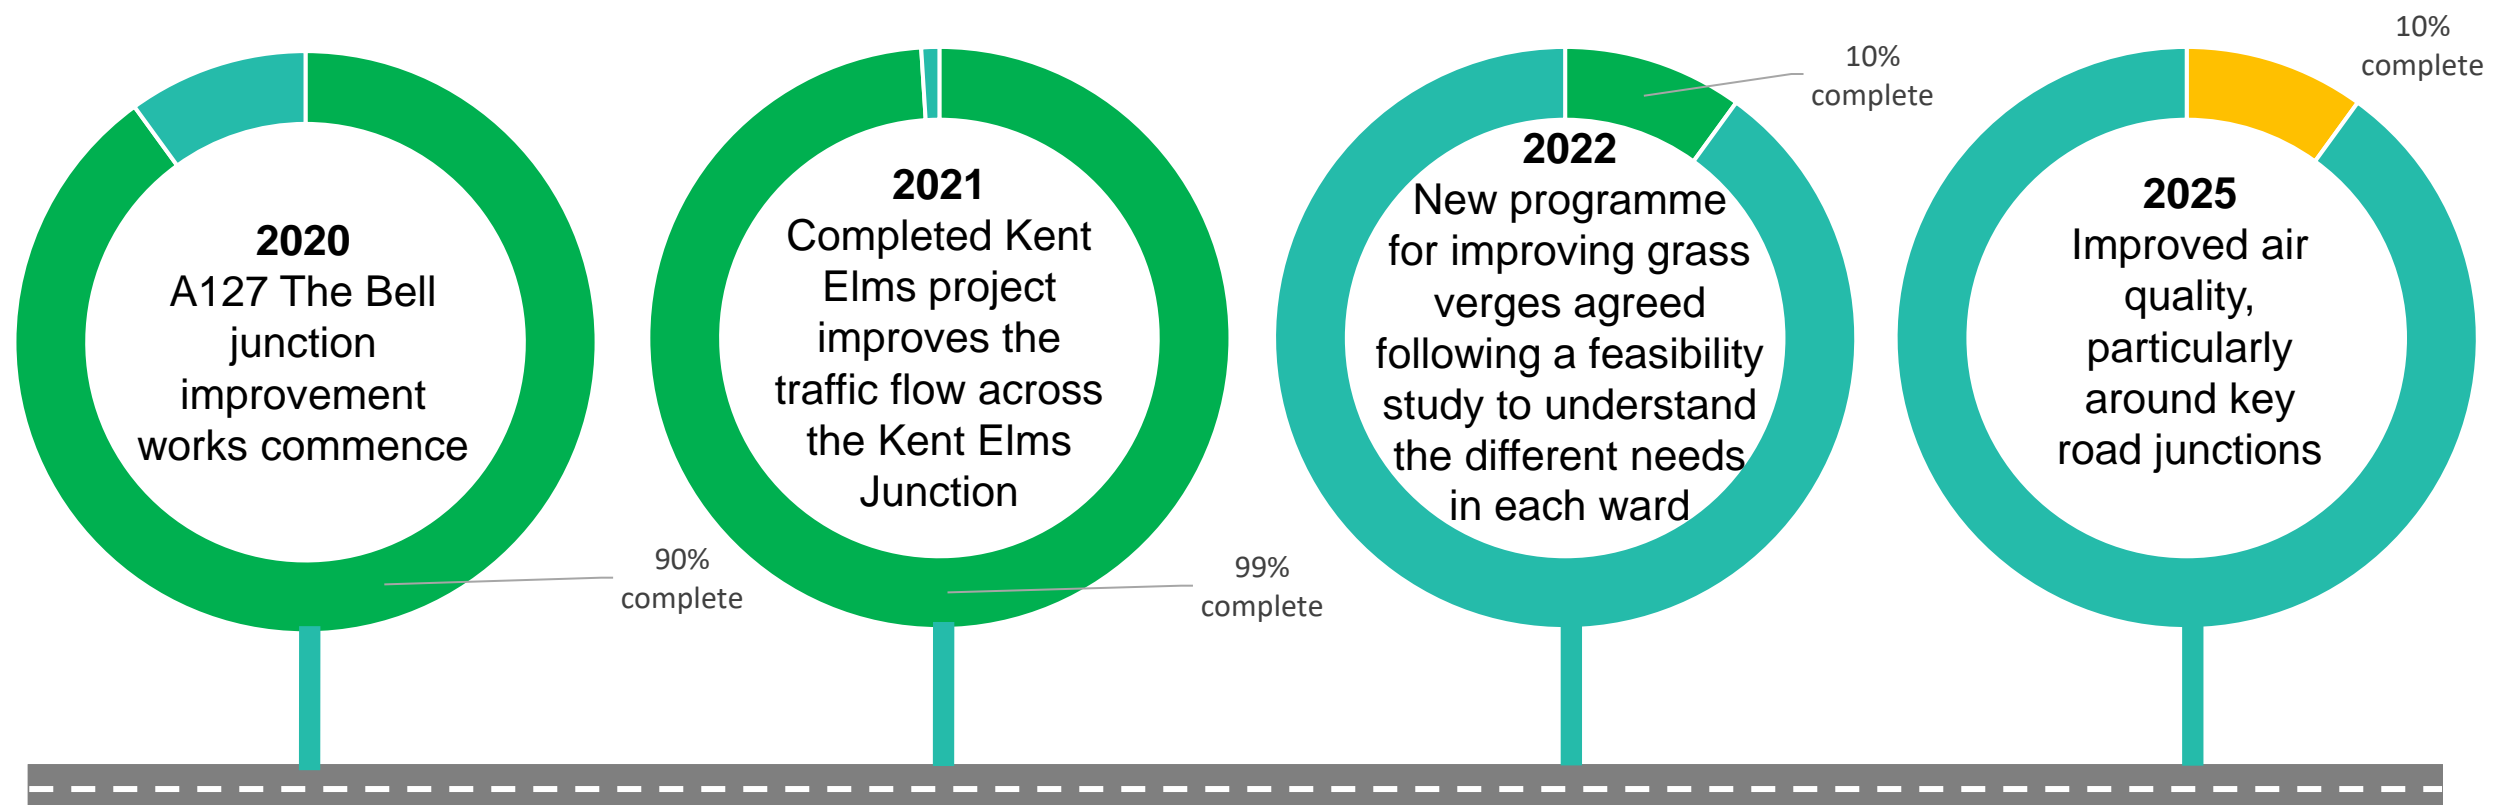 2020
A127 The Bell
junction
improvement
works commence
90%
complete
2021
Completed Kent
Elms project
improves the
traffic flow across
the Kent Elms
Junction
99%
complete
2022
New programme
for improving grass
verges agreed
following a feasibility
study to understand
the different needs
in each ward
10%
complete
2025
Improved air
quality,
particularly
around key
road junctions
10%
complete